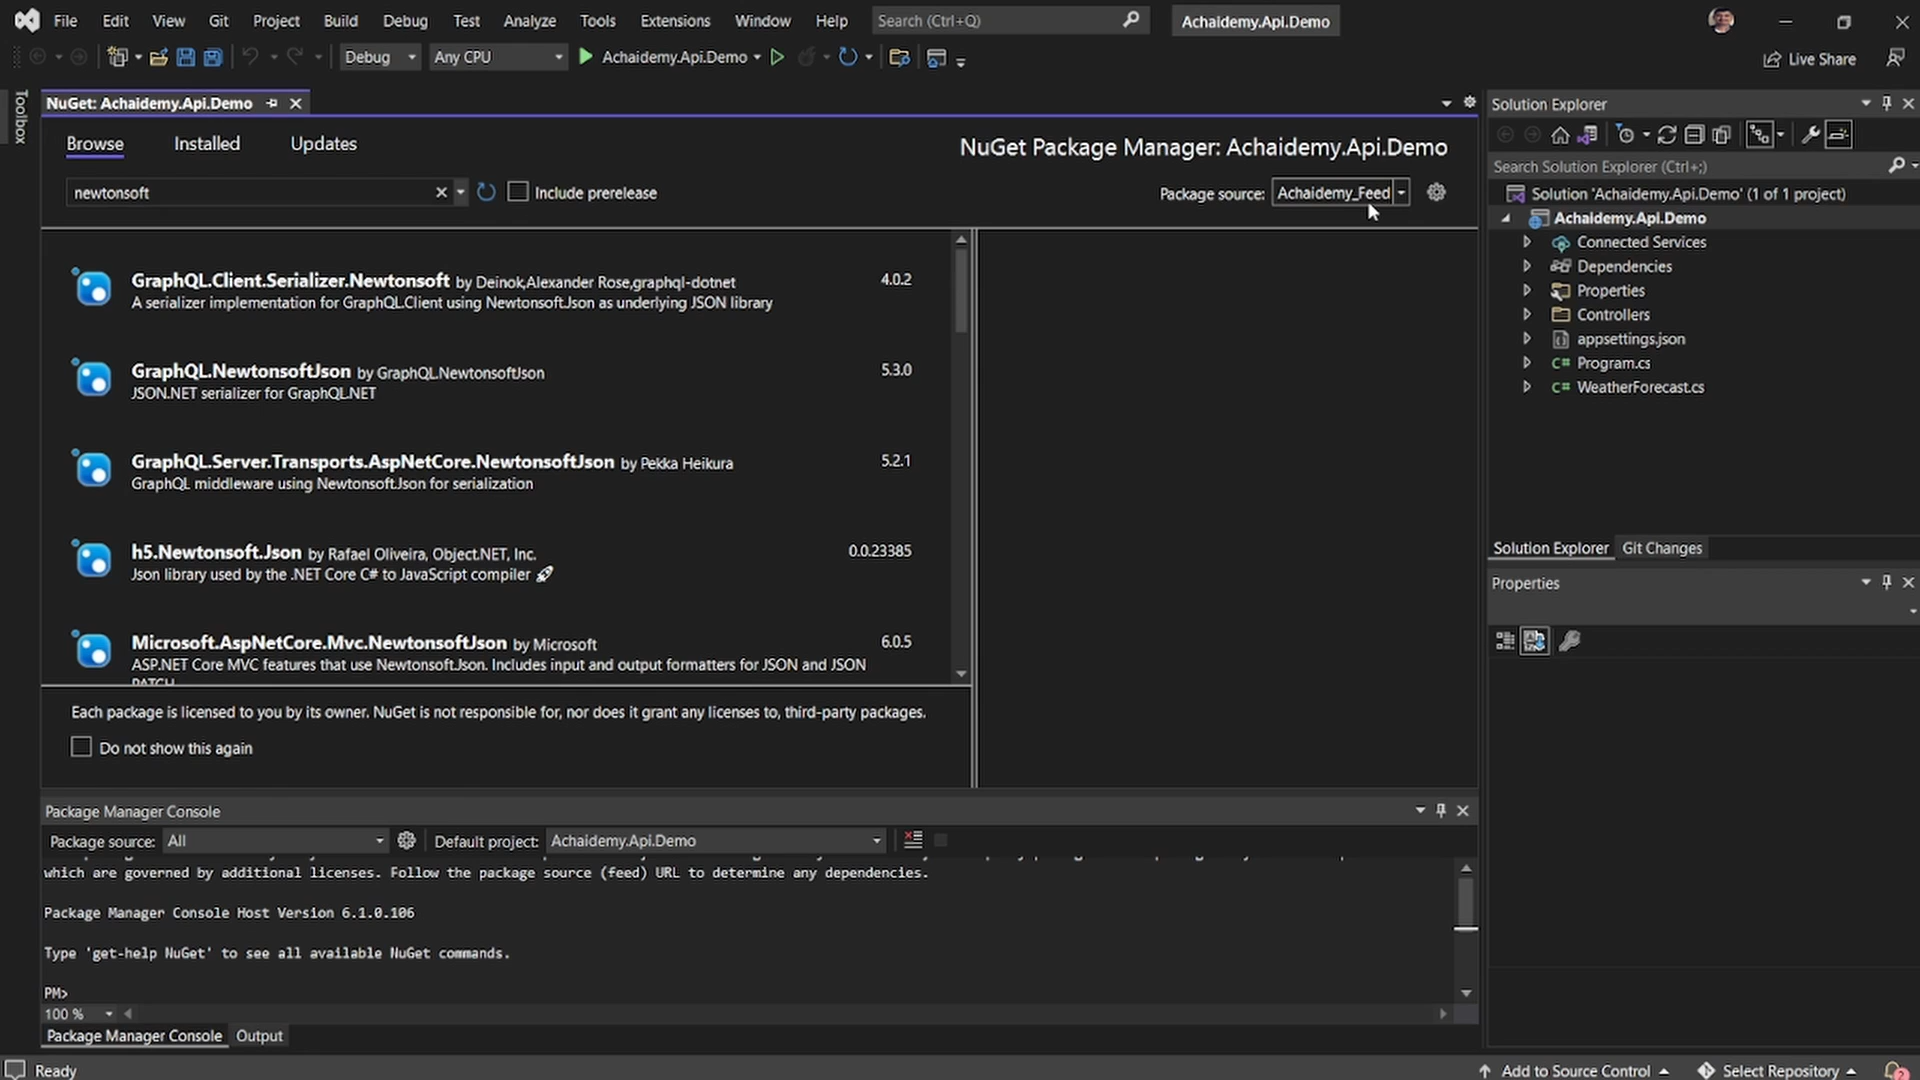 File Edit View Git Project Build Debug Test Analyze Tools Extensions Window Help Search (Ctrl+Q) Achaidemy.Api.Demo
Debug Any CPU Achaidemy.Api.Demo Live Share
Toolbox
NuGet: Achaidemy.Api.Demo
Browse Installed Updates
NuGet Package Manager: Achaidemy.Api.Demo
newtonsoft
Include prerelease
Package source: Achaidemy_Feed
GraphQL.Client.Serializer.Newtonsoft by Deinok,Alexander Rose,graphql-dotnet 4.0.2
A serializer implementation for GraphQL.Client using Newtonsoft.Json as underlying JSON library
GraphQL.NewtonsoftJson by GraphQL.NewtonsoftJson 5.3.0
JSON.NET serializer for GraphQL.NET
GraphQL.Server.Transports.AspNetCore.NewtonsoftJson by Pekka Heikura 5.2.1
GraphQL middleware using Newtonsoft.Json for serialization
h5.Newtonsoft.Json by Rafael Oliveira, Object.NET, Inc. 0.0.23385
Json library used by the .NET Core C# to JavaScript compiler 🚀
Microsoft.AspNetCore.Mvc.NewtonsoftJson by Microsoft 6.0.5
ASP.NET Core MVC features that use Newtonsoft.Json. Includes input and output formatters for JSON and JSON
PATCH
Each package is licensed to you by its owner. NuGet is not responsible for, nor does it grant any licenses to, third-party packages.
Do not show this again
Package Manager Console
Package source: All Default project: Achaidemy.Api.Demo
which are governed by additional licenses. Follow the package source (feed) URL to determine any dependencies.
Package Manager Console Host Version 6.1.0.106
Type 'get-help NuGet' to see all available NuGet commands.
PM>
100 %
Package Manager Console Output
Solution Explorer
Search Solution Explorer (Ctrl+;)
Solution 'Achaidemy.Api.Demo' (1 of 1 project)
Achaidemy.Api.Demo
Connected Services
Dependencies
Properties
Controllers
appsettings.json
C# Program.cs
C# WeatherForecast.cs
Solution Explorer Git Changes
Properties
Ready Add to Source Control Select Repository 2